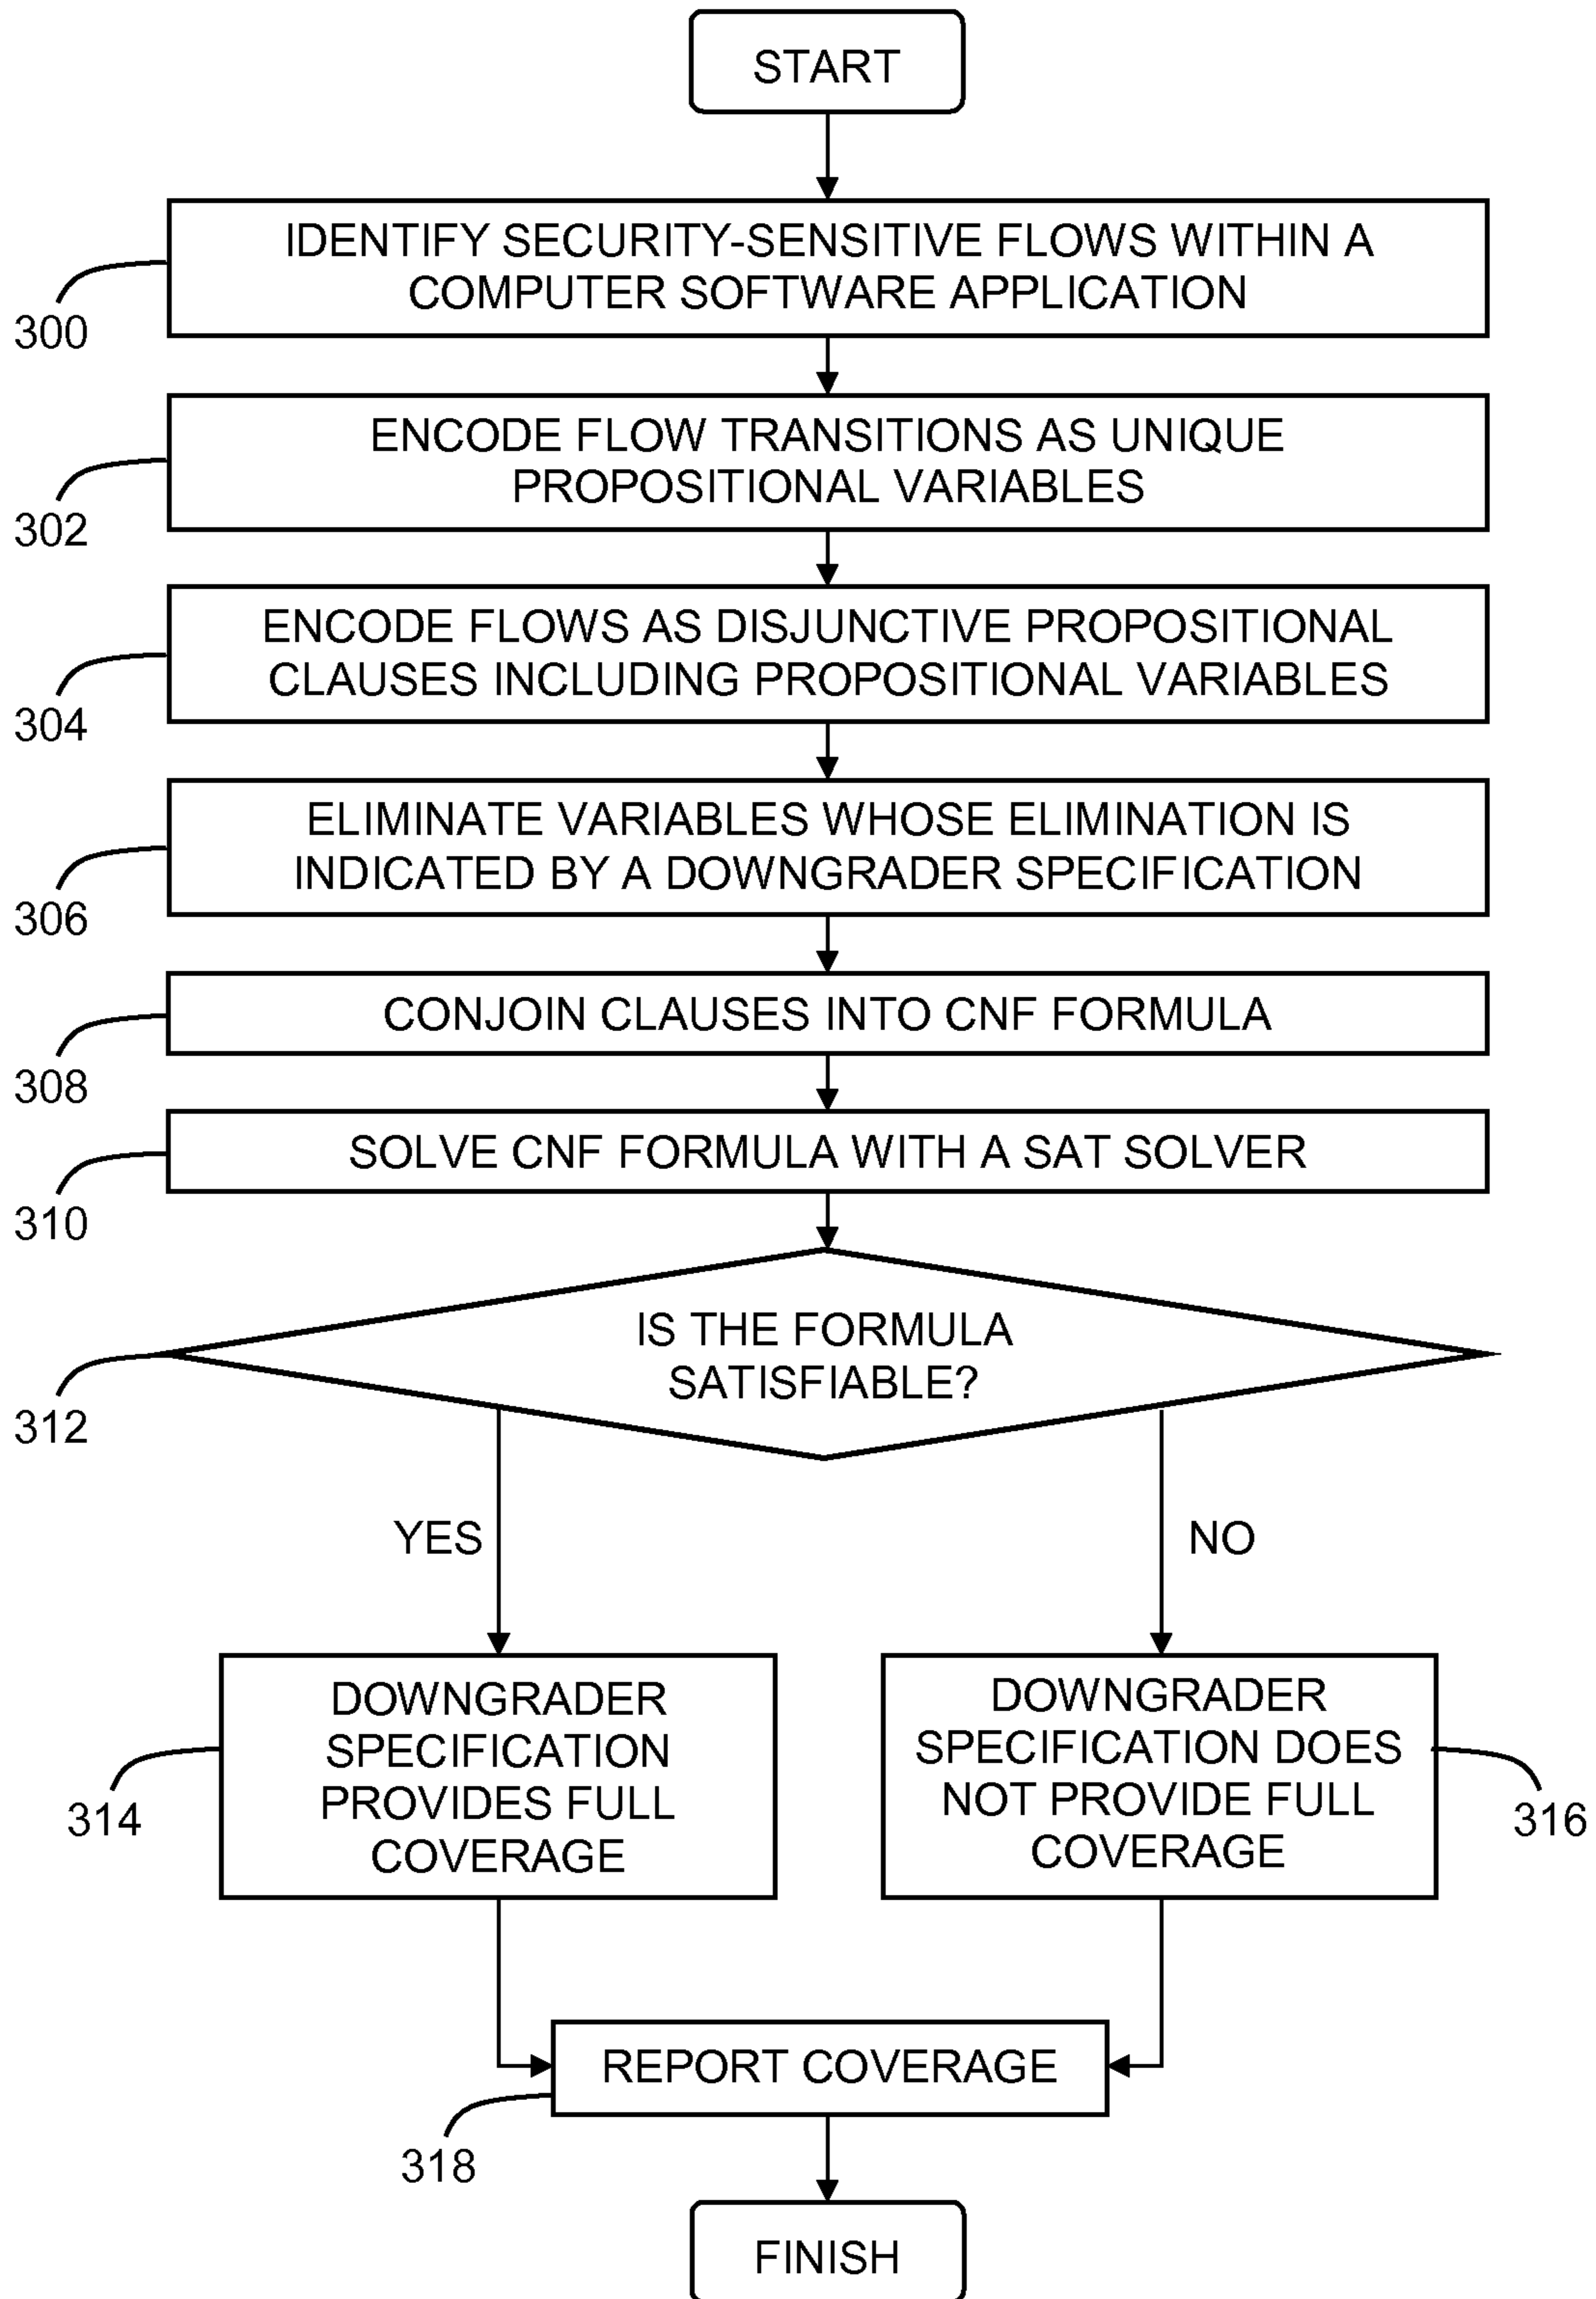 START
IDENTIFY SECURITY-SENSITIVE FLOWS WITHIN A
COMPUTER SOFTWARE APPLICATION
300
ENCODE FLOW TRANSITIONS AS UNIQUE
PROPOSITIONAL VARIABLES
302
ENCODE FLOWS AS DISJUNCTIVE PROPOSITIONAL
CLAUSES INCLUDING PROPOSITIONAL VARIABLES
304
ELIMINATE VARIABLES WHOSE ELIMINATION IS
INDICATED BY A DOWNGRADER SPECIFICATION
306
CONJOIN CLAUSES INTO CNF FORMULA
308
SOLVE CNF FORMULA WITH A SAT SOLVER
310
IS THE FORMULA
SATISFIABLE?
312
YES
NO
DOWNGRADER
SPECIFICATION
PROVIDES FULL
COVERAGE
314
DOWNGRADER
SPECIFICATION DOES
NOT PROVIDE FULL
COVERAGE
316
REPORT COVERAGE
318
FINISH